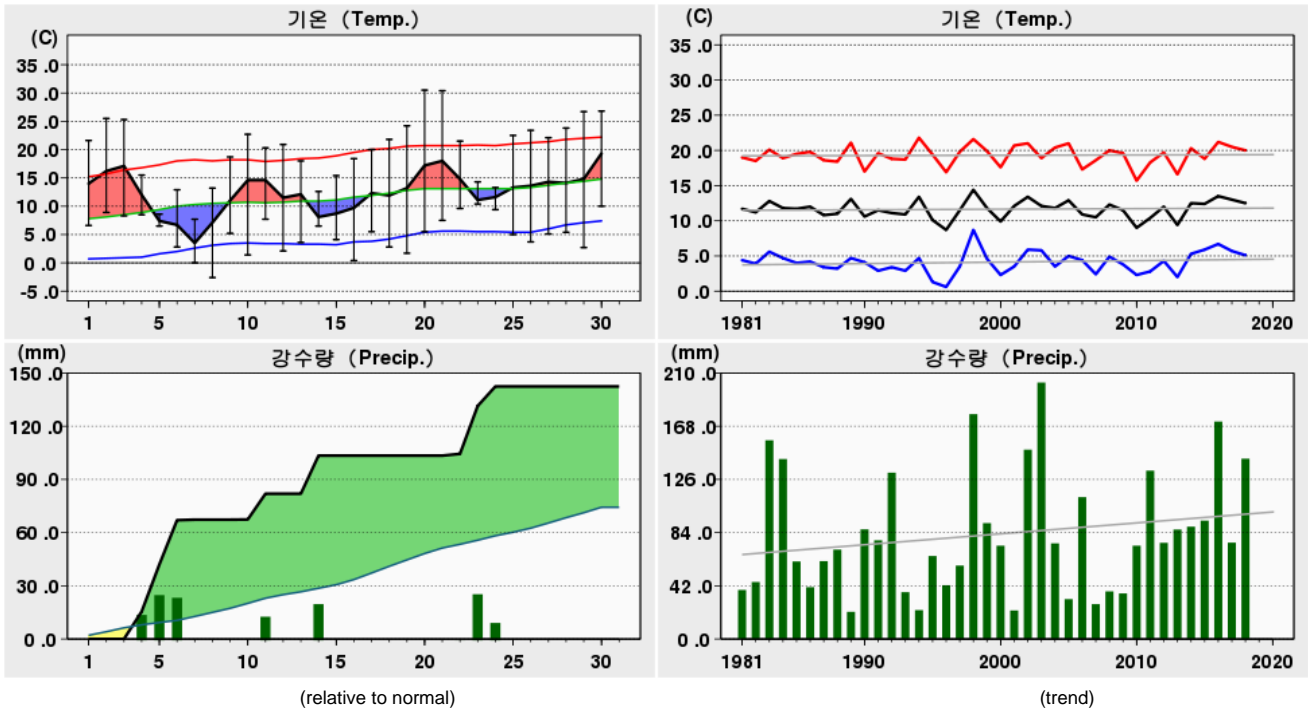 기온 (Temp.)
(C)
35 .0
30 .0
25 .0
20 .0
15 .0
10 .0
5 .0
0 .0
-5 .0
1 5 10 15 20 25 30
기온 (Temp.)
(C)
35 .0
30 .0
25 .0
20 .0
15 .0
10 .0
5 .0
0 .0
1981 1990 2000 2010 2020
강수량 (Precip.)
(mm)
150 .0
120 .0
90 .0
60 .0
30 .0
0 .0
1 5 10 15 20 25 30
(relative to normal)
강수량 (Precip.)
(mm)
210 .0
168 .0
126 .0
84 .0
42 .0
0 .0
1981 1990 2000 2010 2020
(trend)